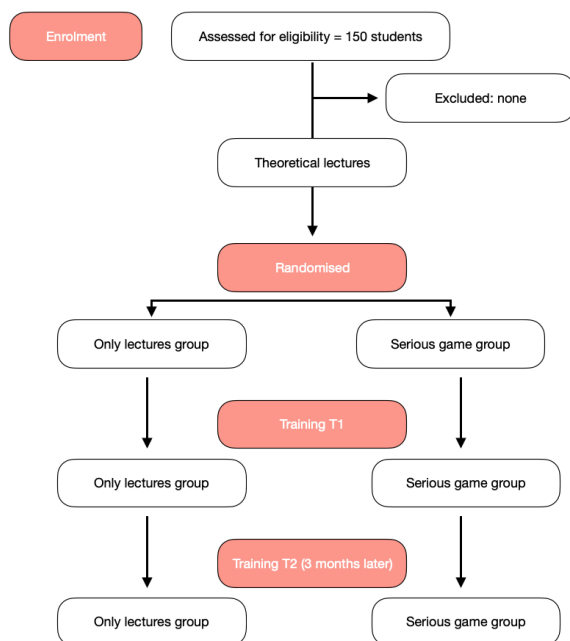 Enrolment
Assessed for eligibility = 150 students
Excluded: none
Theoretical lectures
Randomised
Only lectures group
Serious game group
Training T1
Only lectures group
Serious game group
Training T2 (3 months later)
Only lectures group
Serious game group